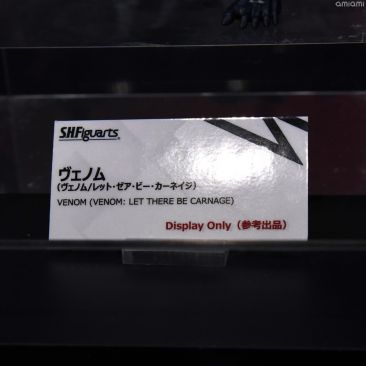 amiami
S.H.Figuarts
ヴェノム
(ヴェノム/レット・ゼア・ビー・カーネイジ)
VENOM (VENOM: LET THERE BE CARNAGE)
Display Only（参考出品）